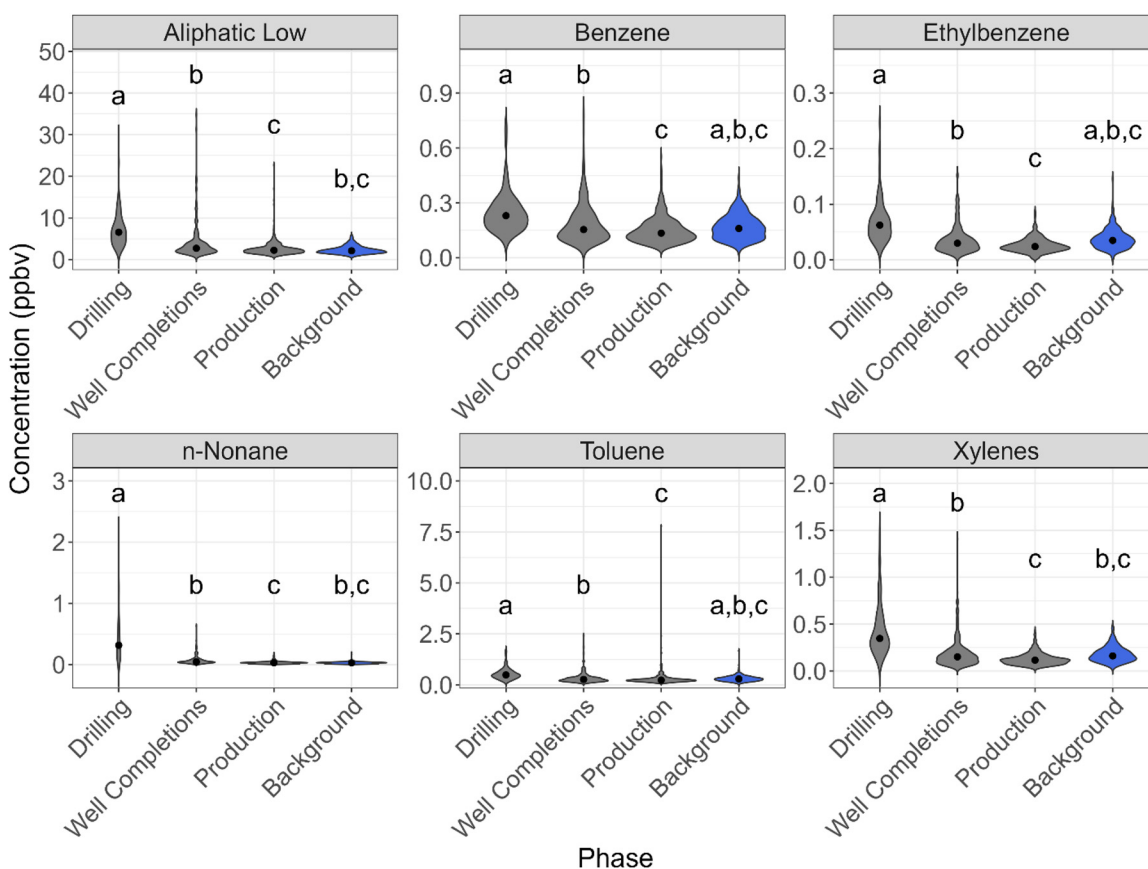 Aliphatic Low
Benzene
Ethylbenzene
50
40
30
20
10
0
a
b
c
b,c
0.9
0.6
0.3
0.0
a
b
c
a,b,c
0.3
0.2
0.1
0.0
a
b
c
a,b,c
Drilling
Well Completions
Production
Background
Drilling
Well Completions
Production
Background
Drilling
Well Completions
Production
Background
Concentration (ppbv)
n-Nonane
Toluene
Xylenes
3
2
1
0
a
b
c
b,c
10.0
7.5
5.0
2.5
0.0
a
b
c
a,b,c
2.0
1.5
1.0
0.5
0.0
a
b
c
b,c
Drilling
Well Completions
Production
Background
Drilling
Well Completions
Production
Background
Drilling
Well Completions
Production
Background
Phase